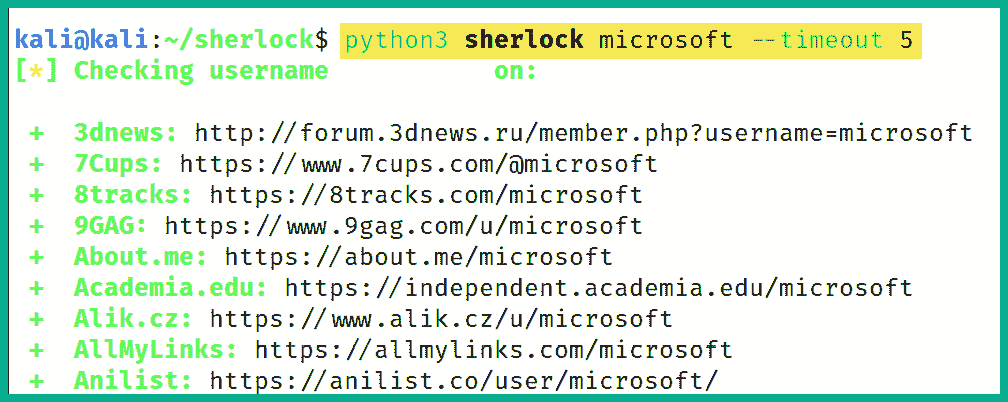 kali@kali:~/sherlock$ python3 sherlock microsoft --timeout 5
[*] Checking username on:
+ 3dnews: http://forum.3dnews.ru/member.php?username=microsoft
+ 7Cups: https://www.7cups.com/@microsoft
+ 8tracks: https://8tracks.com/microsoft
+ 9GAG: https://www.9gag.com/u/microsoft
+ About.me: https://about.me/microsoft
+ Academia.edu: https://independent.academia.edu/microsoft
+ Alik.cz: https://www.alik.cz/u/microsoft
+ AllMyLinks: https://allmylinks.com/microsoft
+ Anilist: https://anilist.co/user/microsoft/